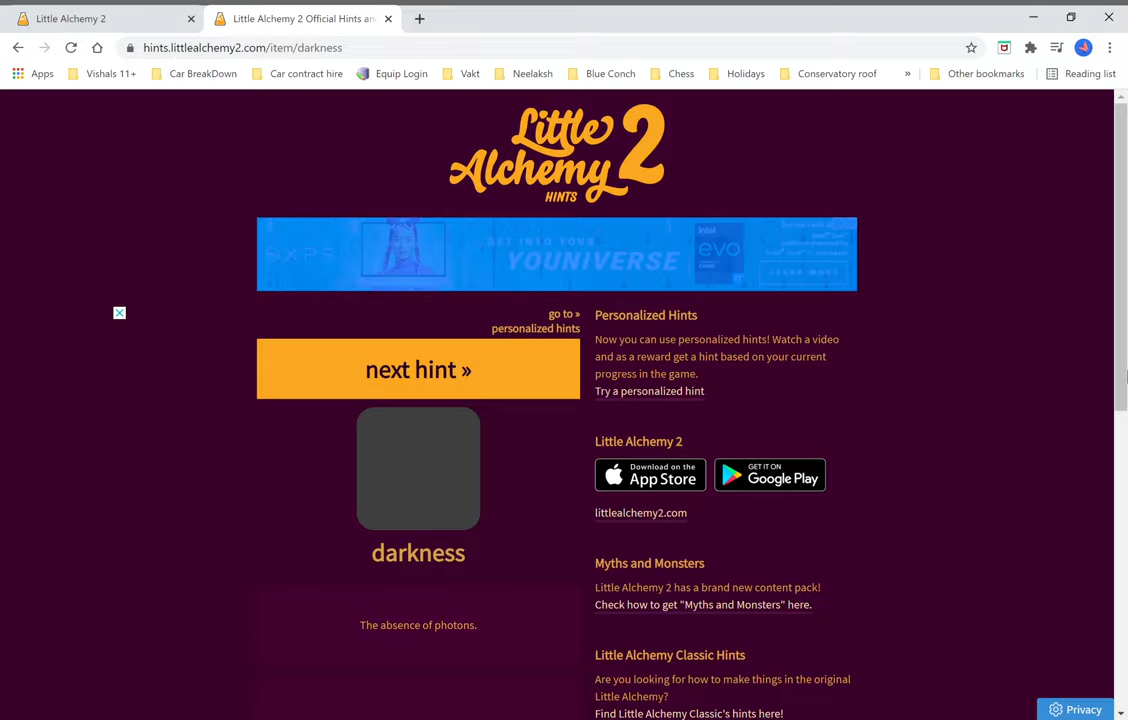 Little Alchemy 2
Little Alchemy 2 Official Hints an
hints.littlealchemy2.com/item/darkness
Apps
Vishals 11+
Car BreakDown
Car contract hire
Equip Login
Vakt
Neelaksh
Blue Conch
Chess
Holidays
Conservatory roof
»
Other bookmarks
Reading list
Little
Alchemy 2
HINTS
XPS
GET INTO YOUR
YOUNIVERSE
intel
evo
LEARN MORE
go to »
personalized hints
next hint »
darkness
The absence of photons.
Personalized Hints
Now you can use personalized hints! Watch a video
and as a reward get a hint based on your current
progress in the game.
Try a personalized hint
Little Alchemy 2
Download on the
App Store
GET IT ON
Google Play
littlealchemy2.com
Myths and Monsters
Little Alchemy 2 has a brand new content pack!
Check how to get "Myths and Monsters" here.
Little Alchemy Classic Hints
Are you looking for how to make things in the original
Little Alchemy?
Find Little Alchemy Classic's hints here!
Privacy